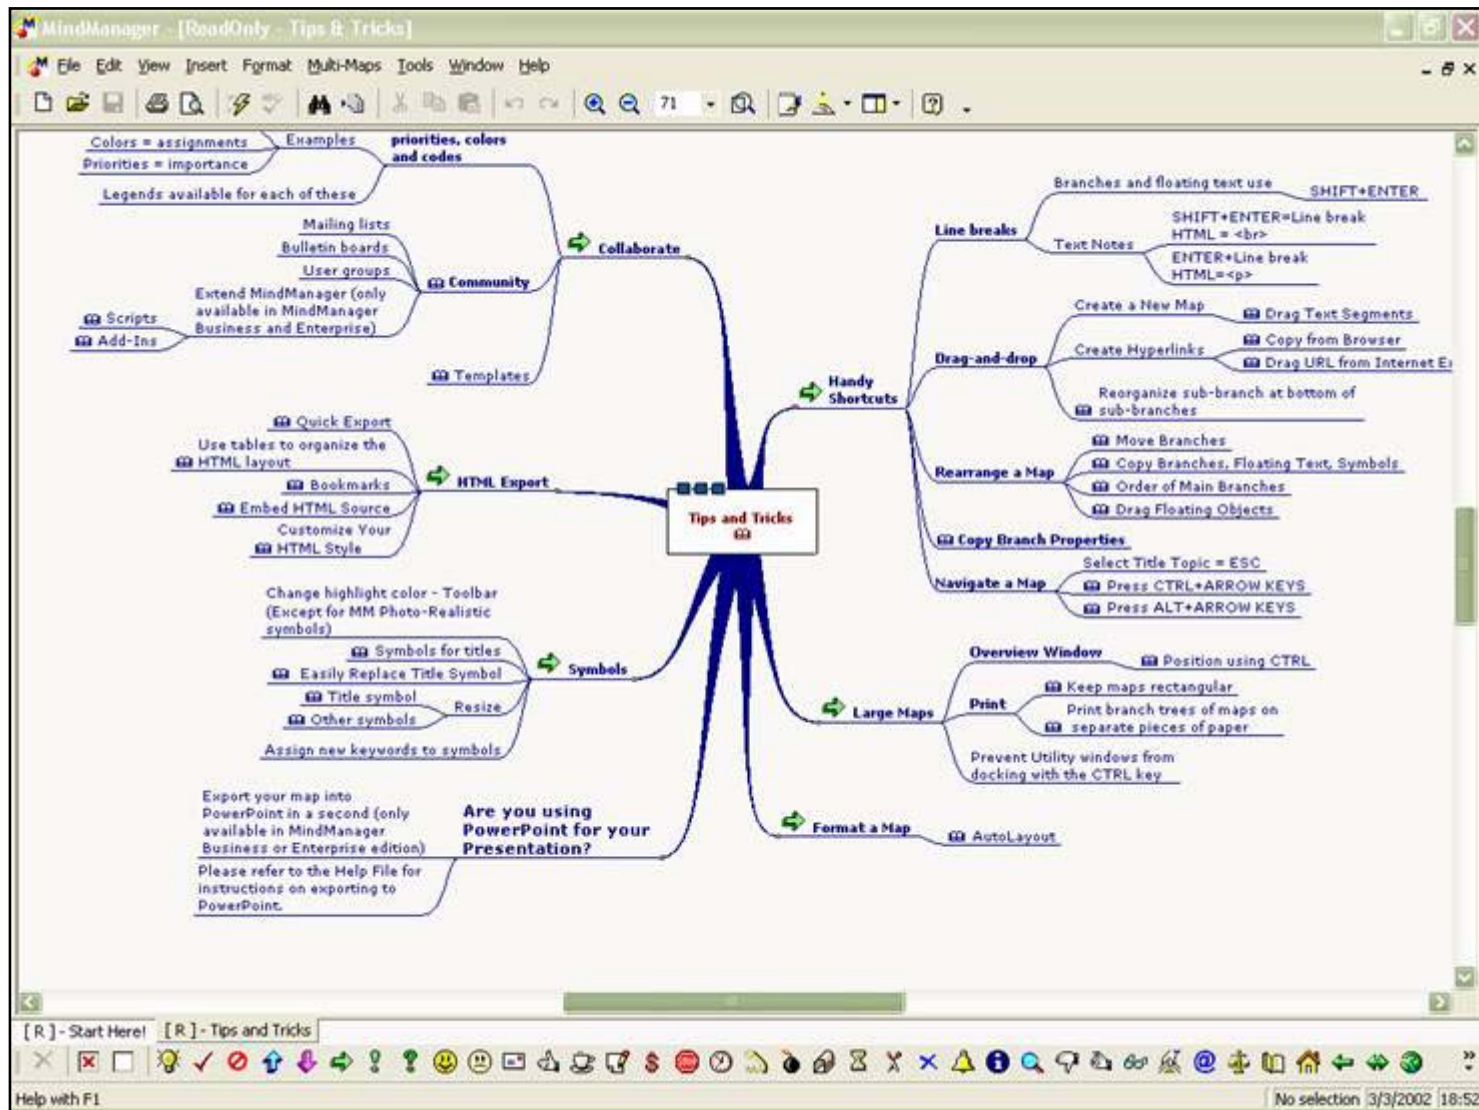 MindManager - [ReadOnly - Tips & Tricks]
File Edit View Insert Format Multi-Maps Tools Window Help
71
Colors = assignments
Priorities = importance
Examples
Legends available for each of these
priorities, colors
and codes
Mailing lists
Bulletin boards
User groups
Extend MindManager (only
available in MindManager
Business and Enterprise)
Scripts
Add-Ins
Community
Templates
Collaborate
Quick Export
Use tables to organize the
HTML layout
Bookmarks
Embed HTML Source
Customize Your
HTML Style
HTML Export
Change highlight color - Toolbar
(Except for MM Photo-Realistic
symbols)
Symbols for titles
Easily Replace Title Symbol
Title symbol
Other symbols
Resize
Assign new keywords to symbols
Symbols
Export your map into
PowerPoint in a second (only
available in MindManager
Business or Enterprise edition)
Please refer to the Help File for
instructions on exporting to
PowerPoint.
Are you using
PowerPoint for your
Presentation?
Tips and Tricks
Handy
Shortcuts
Line breaks
Branches and floating text use
SHIFT+ENTER
Text Notes
SHIFT+ENTER=Line break
HTML = <br>
ENTER+Line break
HTML=<p>
Drag-and-drop
Create a New Map
Drag Text Segments
Create Hyperlinks
Copy from Browser
Drag URL from Internet Ex
Reorganize sub-branch at bottom of
sub-branches
Rearrange a Map
Move Branches
Copy Branches, Floating Text, Symbols
Order of Main Branches
Drag Floating Objects
Copy Branch Properties
Navigate a Map
Select Title Topic = ESC
Press CTRL+ARROW KEYS
Press ALT+ARROW KEYS
Large Maps
Overview Window
Position using CTRL
Print
Keep maps rectangular
Print branch trees of maps on
separate pieces of paper
Prevent Utility windows from
docking with the CTRL key
Format a Map
AutoLayout
[ R ] - Start Here! [ R ] - Tips and Tricks
Help with F1
No selection 3/3/2002 18:52